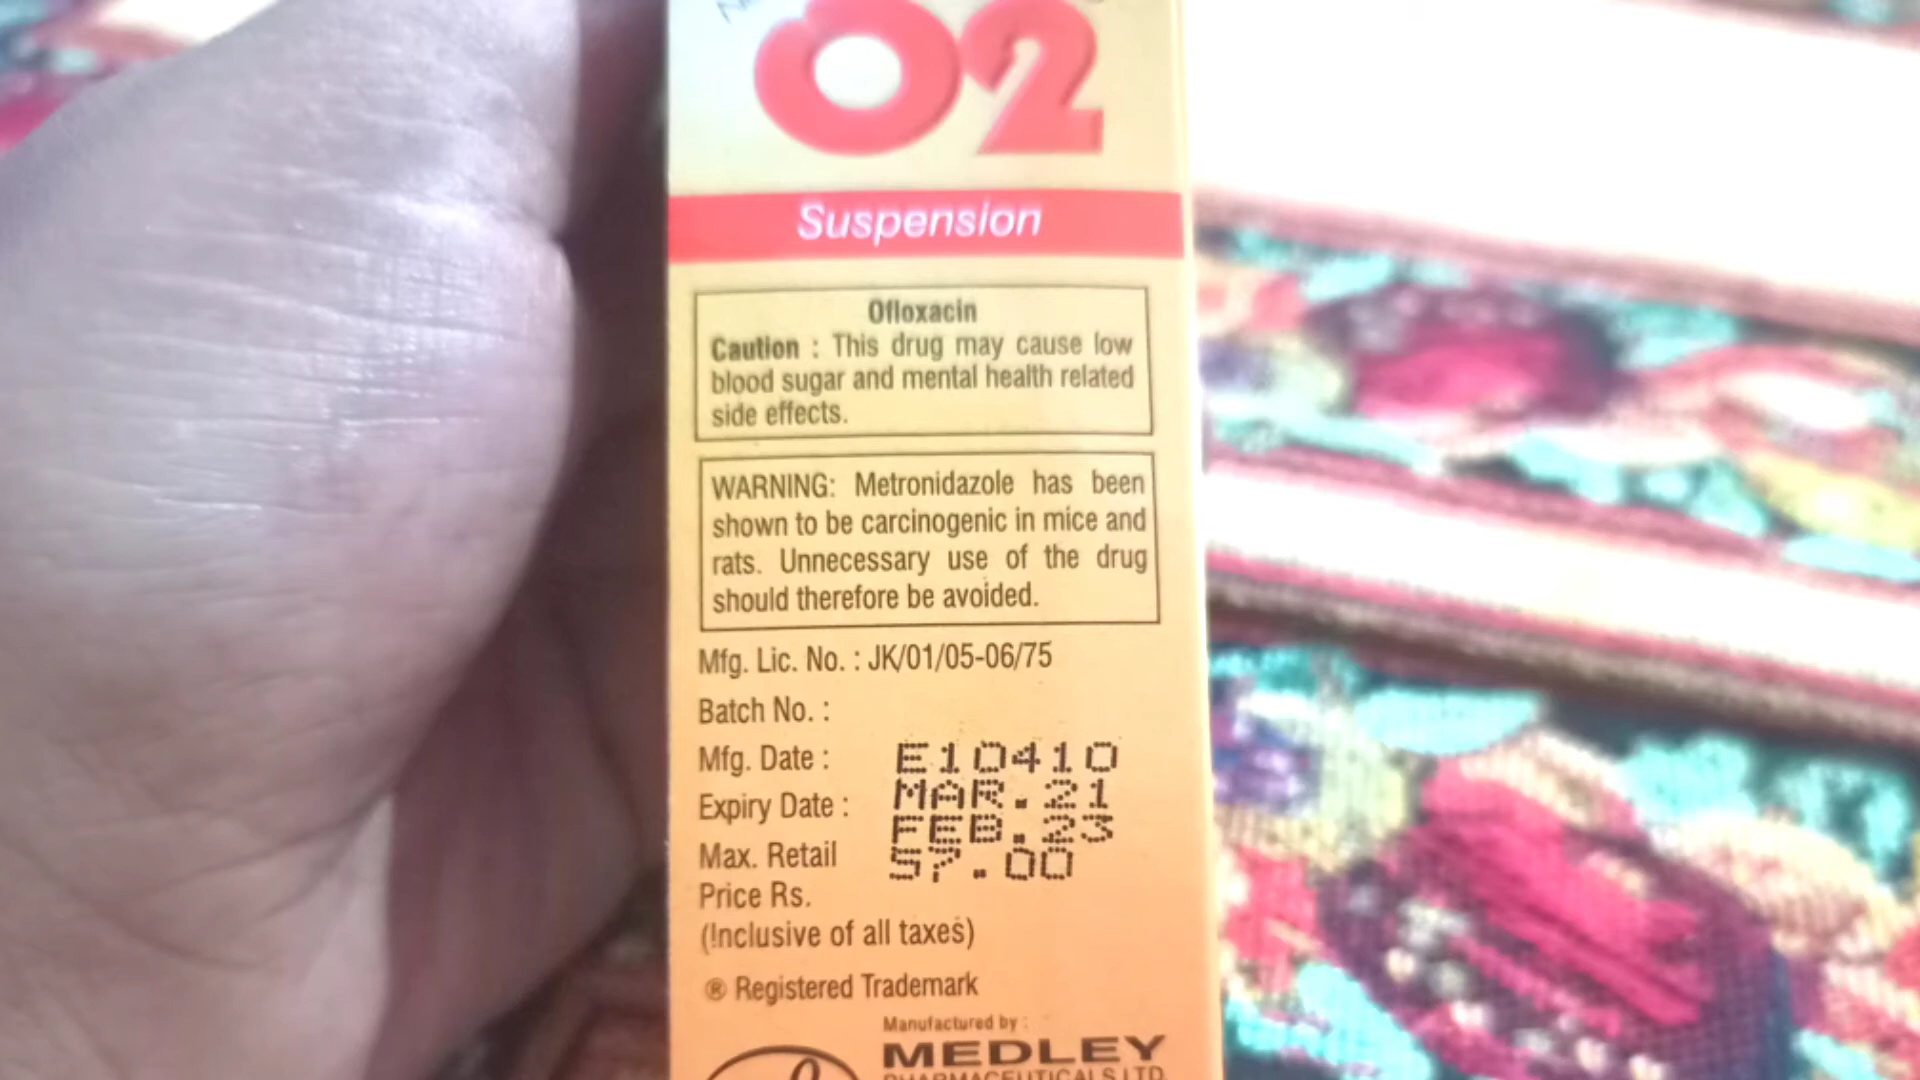 O2
Suspension
Ofloxacin
Caution : This drug may cause low
blood sugar and mental health related
side effects.
WARNING: Metronidazole has been
shown to be carcinogenic in mice and
rats. Unnecessary use of the drug
should therefore be avoided.
Mfg. Lic. No. : JK/01/05-06/75
Batch No. :
Mfg. Date : E10410
Expiry Date : MAR.21
FEB.23
Max. Retail 57.00
Price Rs.
(Inclusive of all taxes)
® Registered Trademark
Manufactured by :
MEDLEY
PHARMACEUTICALS LTD.